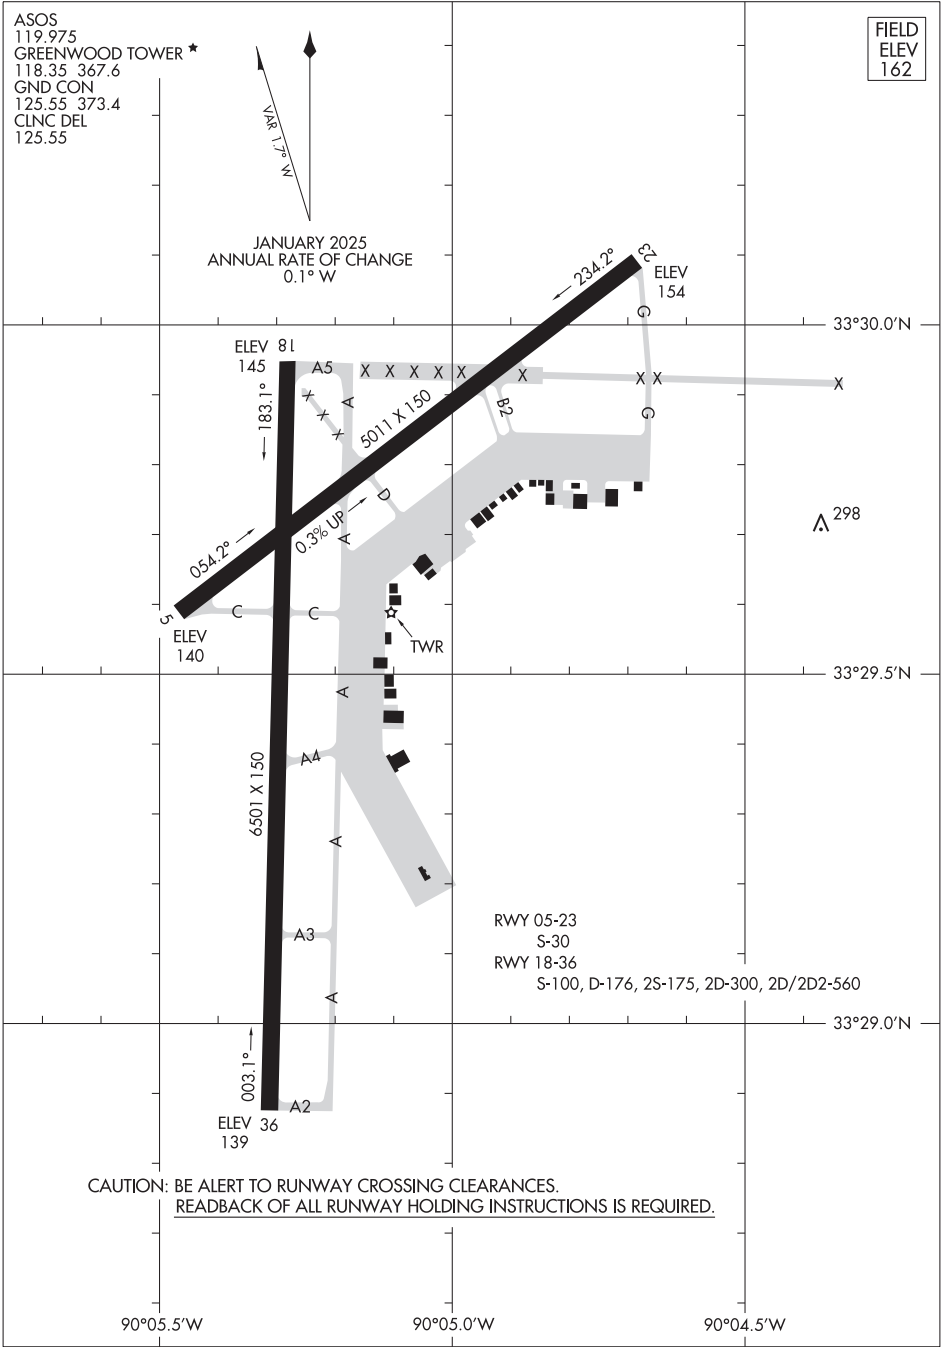 ASOS
119.975
GREENWOOD TOWER ★
118.35 367.6
GND CON
125.55 373.4
CLNC DEL
125.55
FIELD
ELEV
162
VAR 1.7° W
JANUARY 2025
ANNUAL RATE OF CHANGE
0.1° W
23
234.2°
ELEV
154
G
33°30.0'N
18
ELEV
145
A5
X X X X X
X
X X
X
X
X
X
A
183.1°
5011 X 150
B2
G
D
0.3% UP
A
054.2°
298
5
C
C
ELEV
140
TWR
33°29.5'N
A
A4
6501 X 150
A
RWY 05-23
S-30
RWY 18-36
S-100, D-176, 2S-175, 2D-300, 2D/2D2-560
A3
A
33°29.0'N
003.1°
A2
36
ELEV
139
CAUTION: BE ALERT TO RUNWAY CROSSING CLEARANCES.
READBACK OF ALL RUNWAY HOLDING INSTRUCTIONS IS REQUIRED.
90°05.5'W
90°05.0'W
90°04.5'W